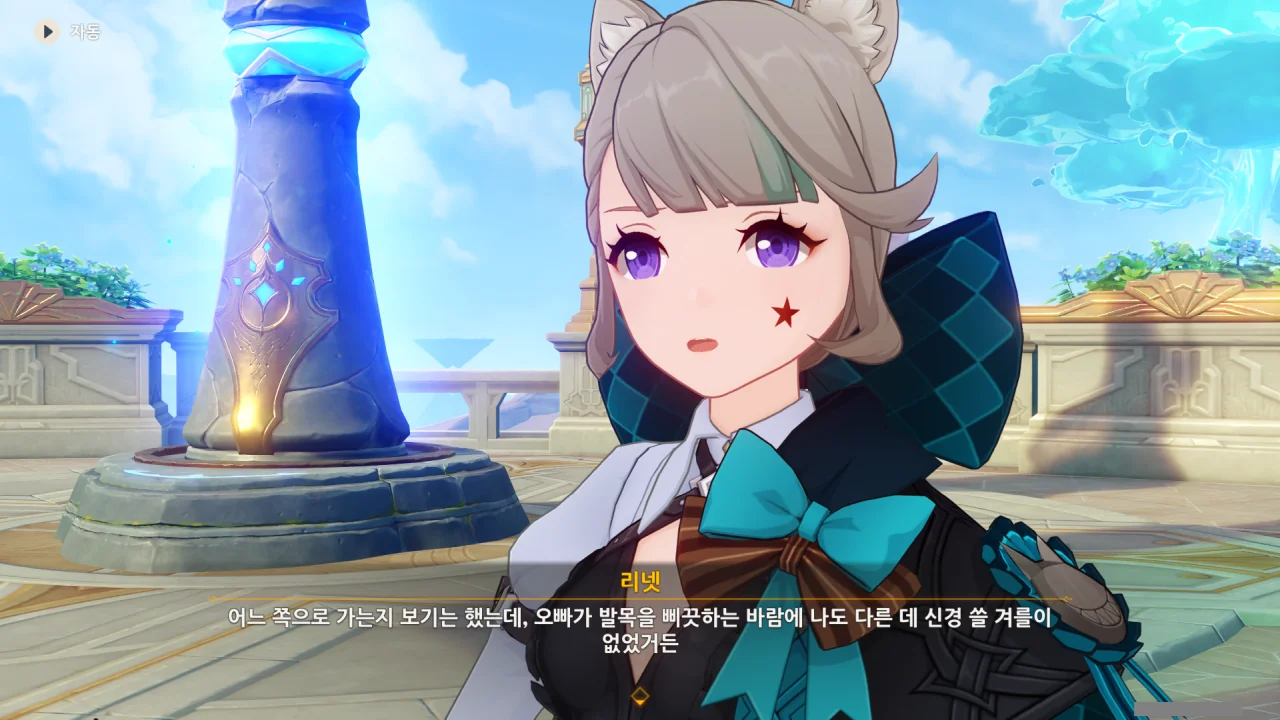 자동
리넷
어느 쪽으로 가는지 보기는 했는데, 오빠가 발목을 삐끗하는 바람에 나도 다른 데 신경 쓸 겨를이
없었거든